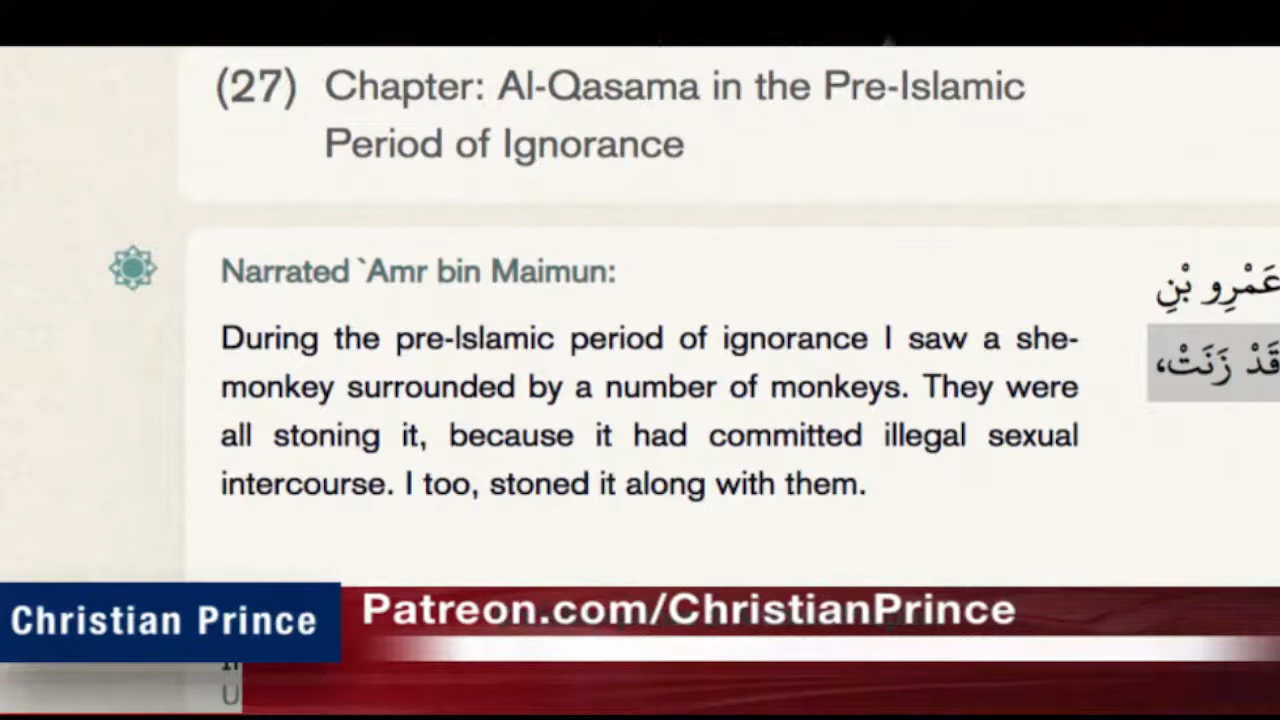 (27) Chapter: Al-Qasama in the Pre-Islamic
Period of Ignorance
Narrated `Amr bin Maimun:
عَمْرِو بْنِ
During the pre-Islamic period of ignorance I saw a she-
قَدْ زَنَتْ،
monkey surrounded by a number of monkeys. They were
all stoning it, because it had committed illegal sexual
intercourse. I too, stoned it along with them.
Christian Prince
Patreon.com/ChristianPrince